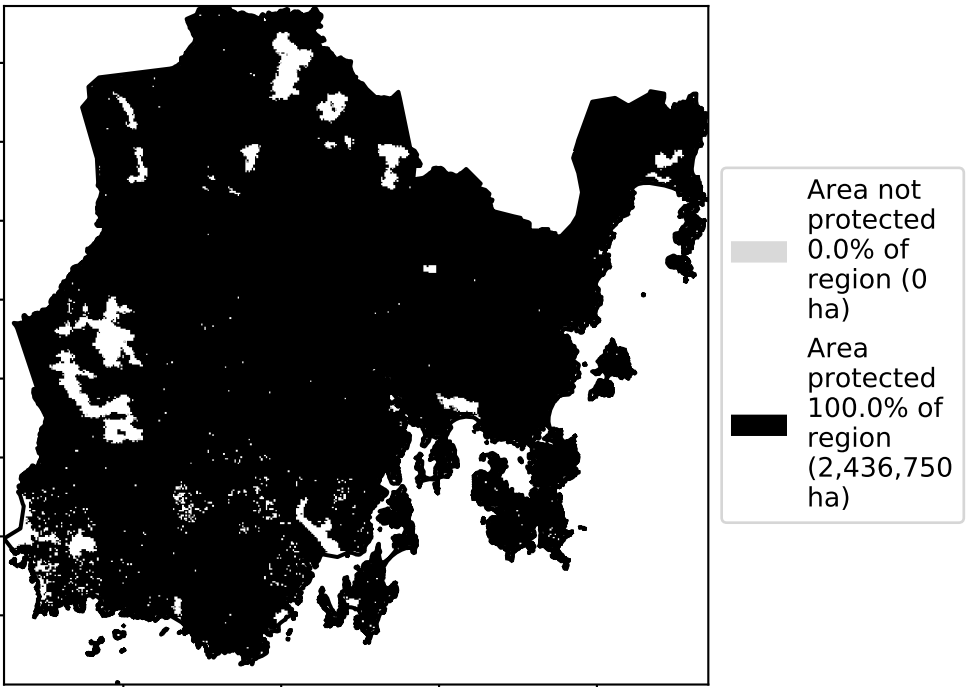 Area not
protected
0.0% of
region (0
ha)
Area
protected
100.0% of
region
(2,436,750
ha)